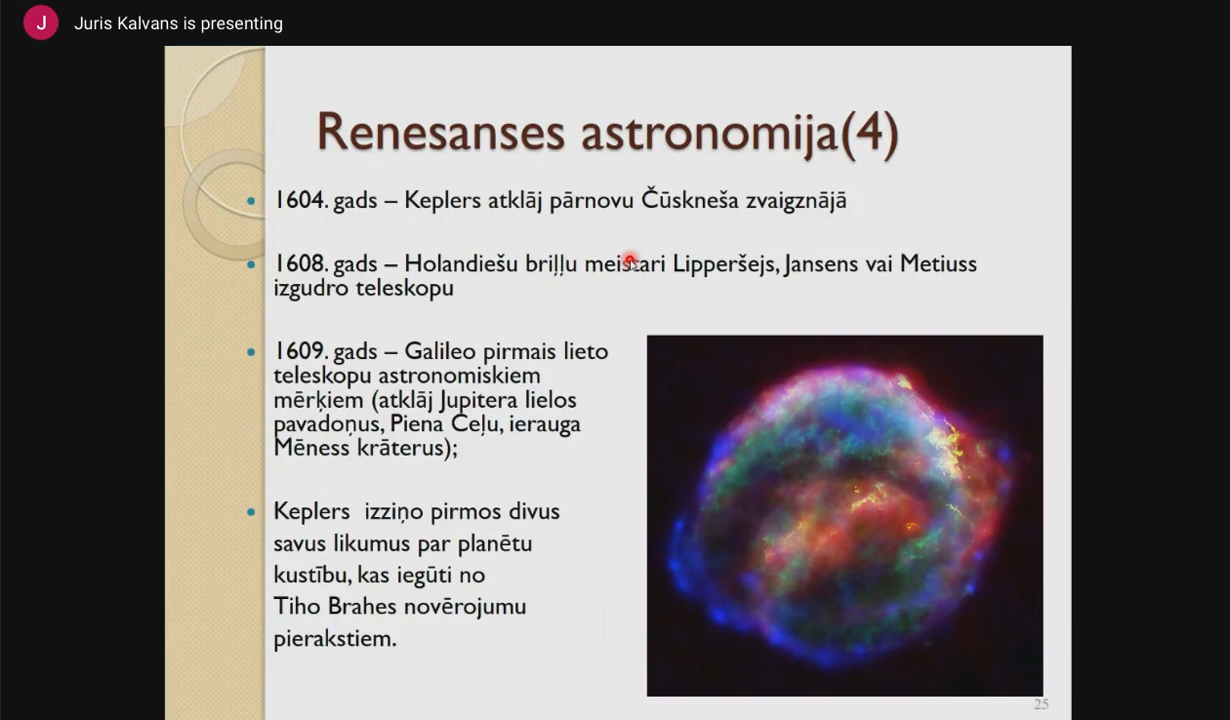 J
Juris Kalvans is presenting
Renesanses astronomija(4)
• 1604. gads – Keplers atklāj pārnovu Čūskneša zvaigznājā
• 1608. gads – Holandiešu briļļu meistari Lipperšejs, Jansens vai Metiuss
izgudro teleskopu
• 1609. gads – Galileo pirmais lieto
teleskopu astronomiskiem
mērķiem (atklāj Jupitera lielos
pavadoņus, Piena Ceļu, ierauga
Mēness krāterus);
• Keplers izziņo pirmos divus
savus likumus par planētu
kustību, kas iegūti no
Tiho Brahes novērojumu
pierakstiem.
25